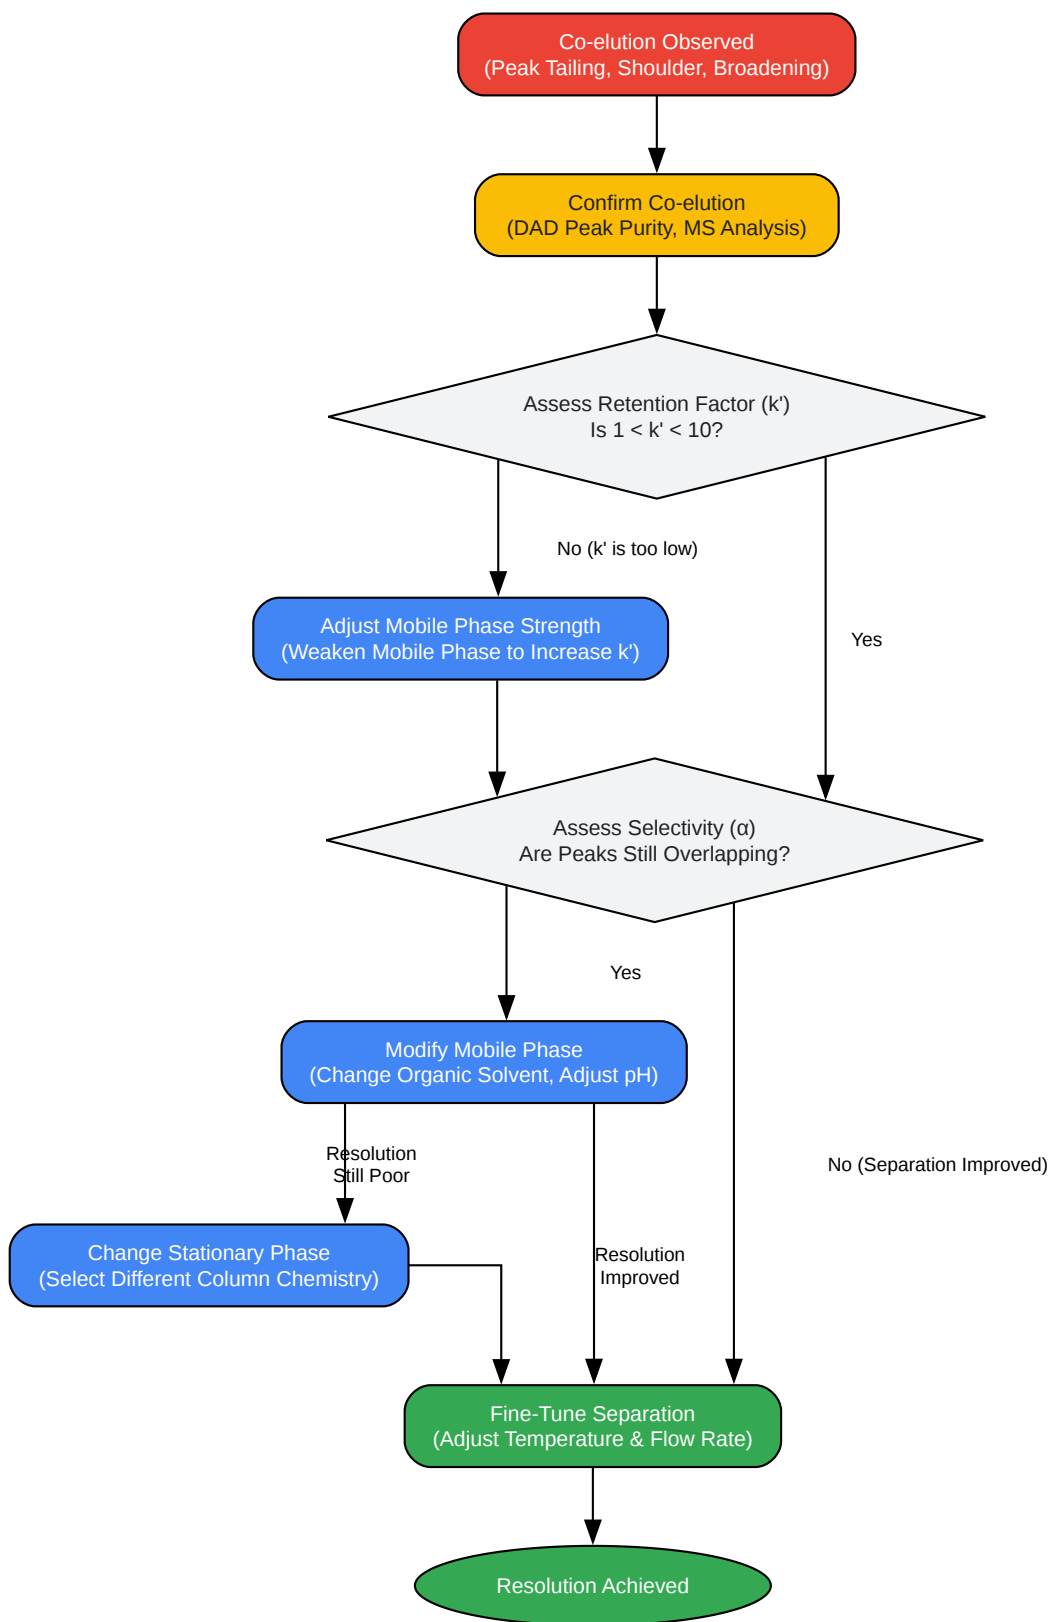 Co-elution Observed
(Peak Tailing, Shoulder, Broadening)
Confirm Co-elution
(DAD Peak Purity, MS Analysis)
Assess Retention Factor (k')
Is 1 < k' < 10?
No (k' is too low)
Adjust Mobile Phase Strength
(Weaken Mobile Phase to Increase k')
Yes
Assess Selectivity (α)
Are Peaks Still Overlapping?
Yes
Modify Mobile Phase
(Change Organic Solvent, Adjust pH)
Resolution
Still Poor
No (Separation Improved)
Change Stationary Phase
(Select Different Column Chemistry)
Resolution
Improved
Fine-Tune Separation
(Adjust Temperature & Flow Rate)
Resolution Achieved